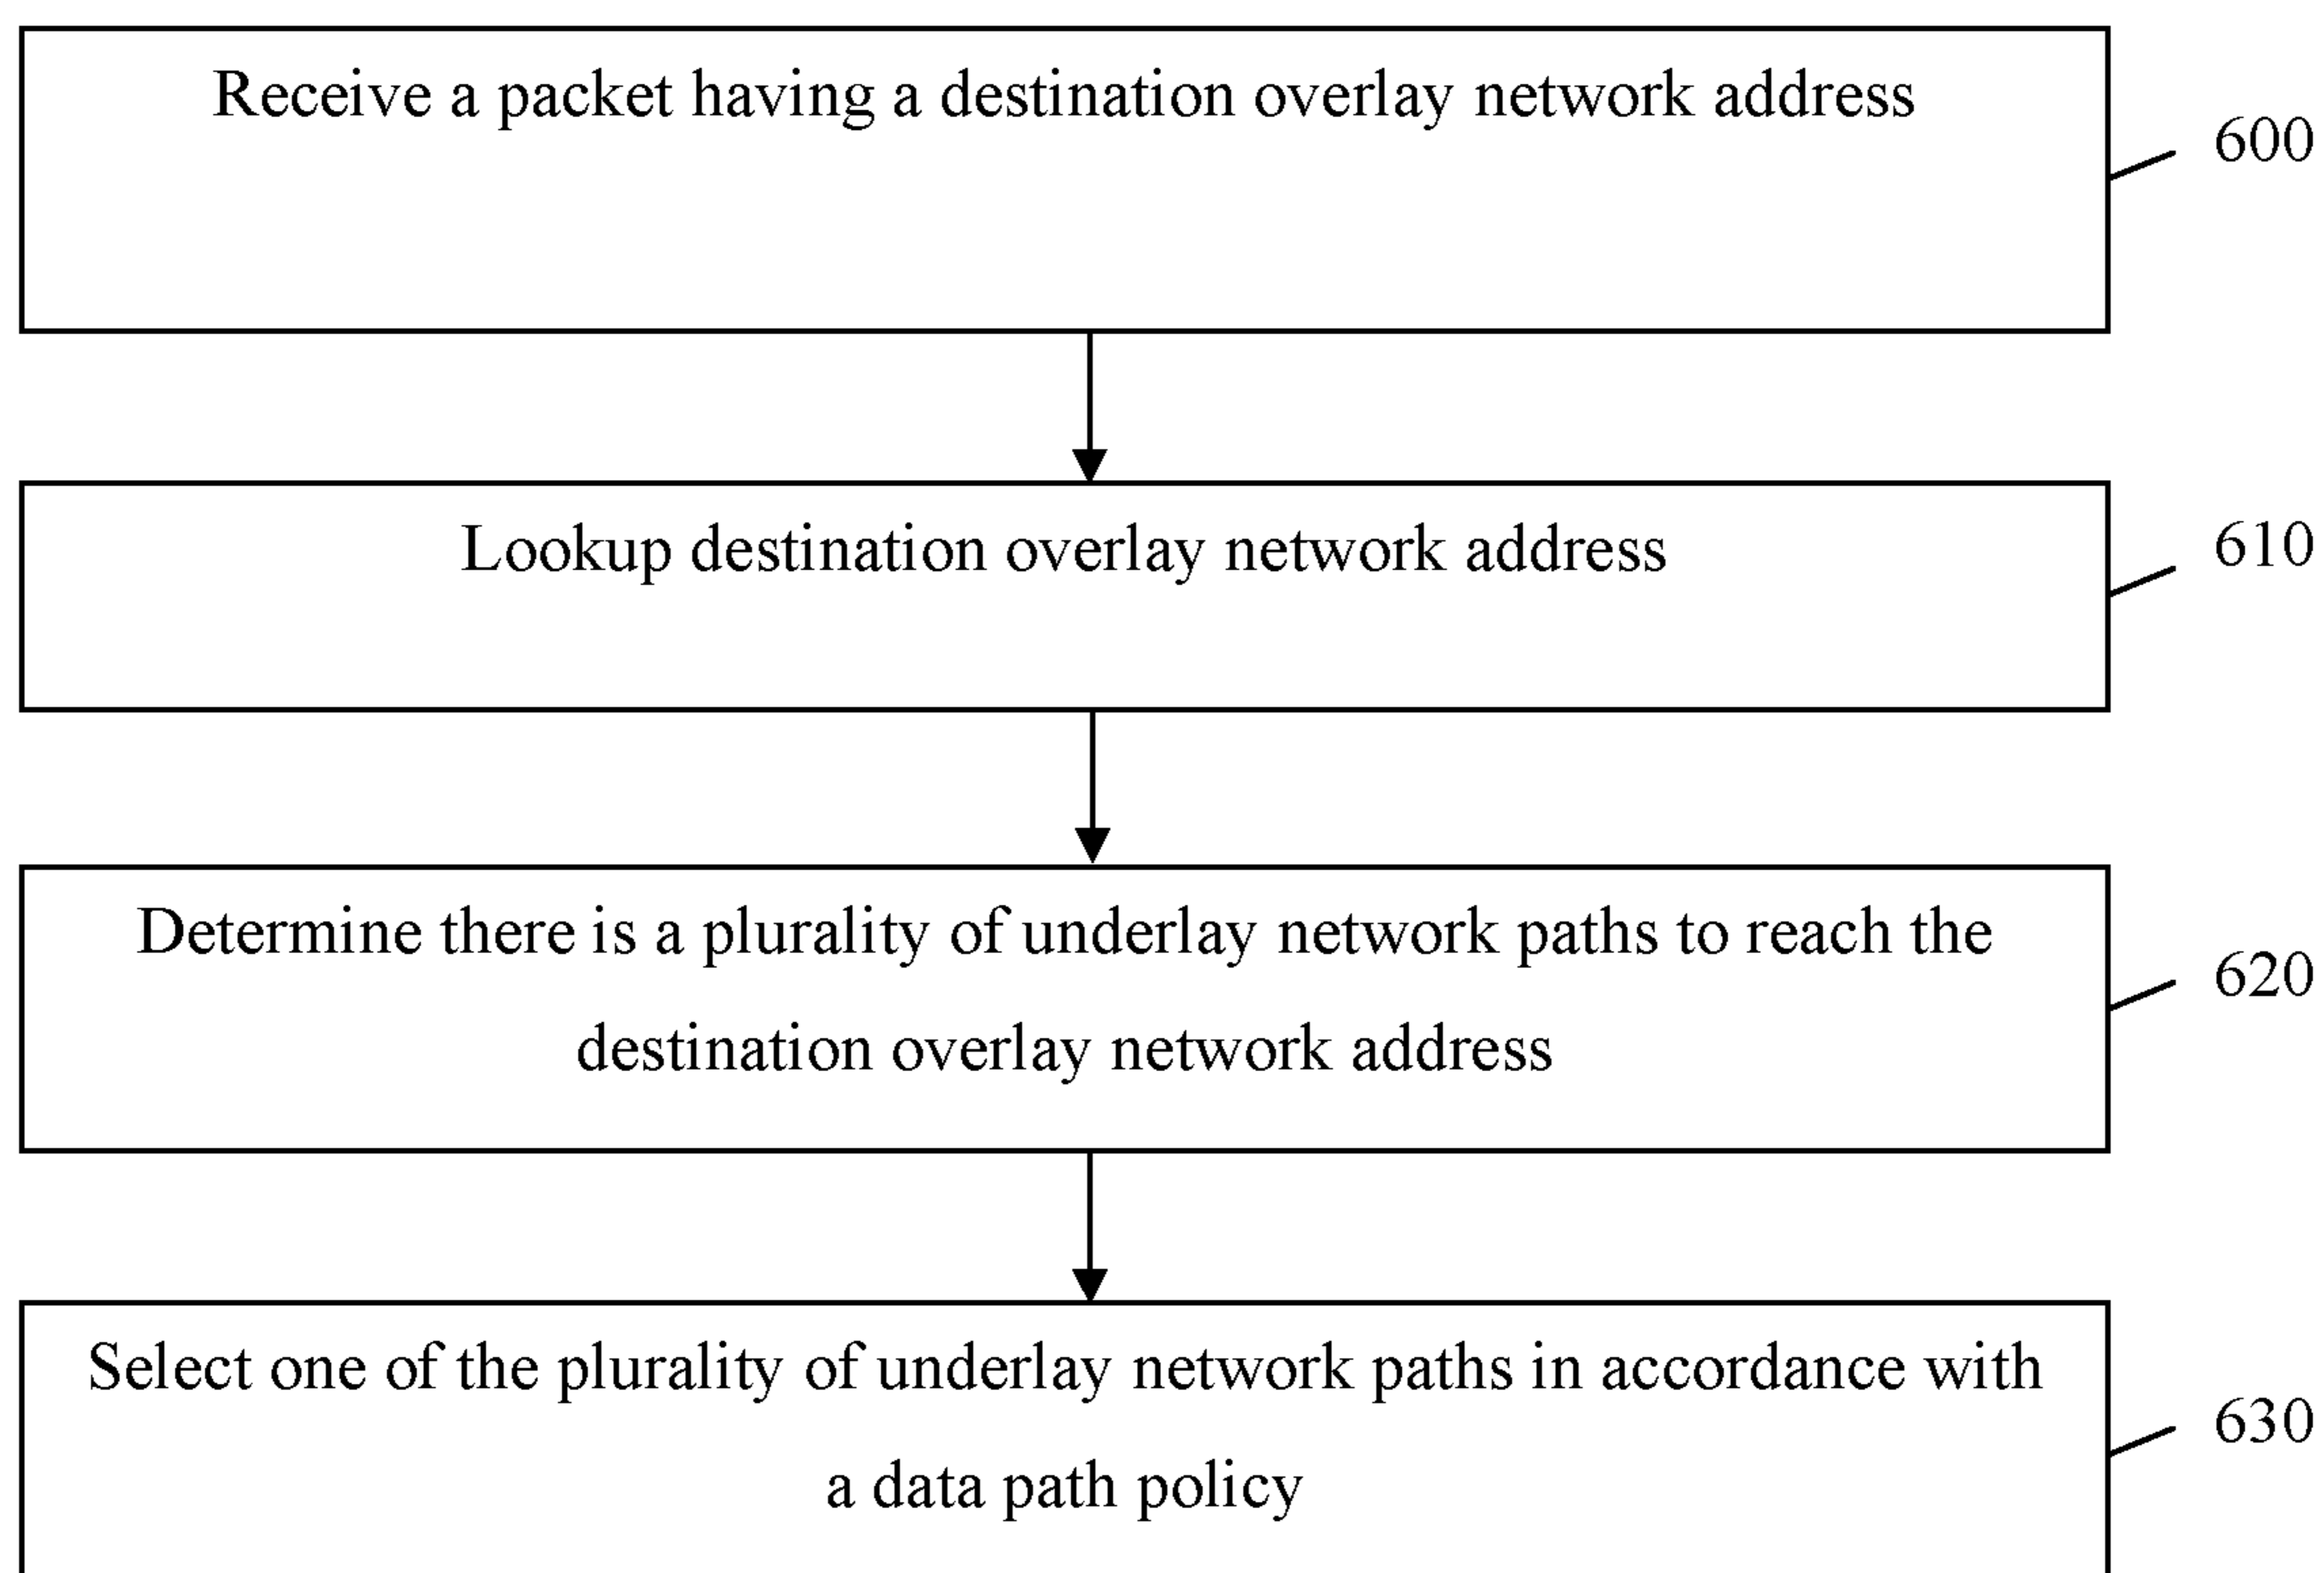 Receive a packet having a destination overlay network address
600
Lookup destination overlay network address
610
Determine there is a plurality of underlay network paths to reach the
destination overlay network address
620
Select one of the plurality of underlay network paths in accordance with
a data path policy
630